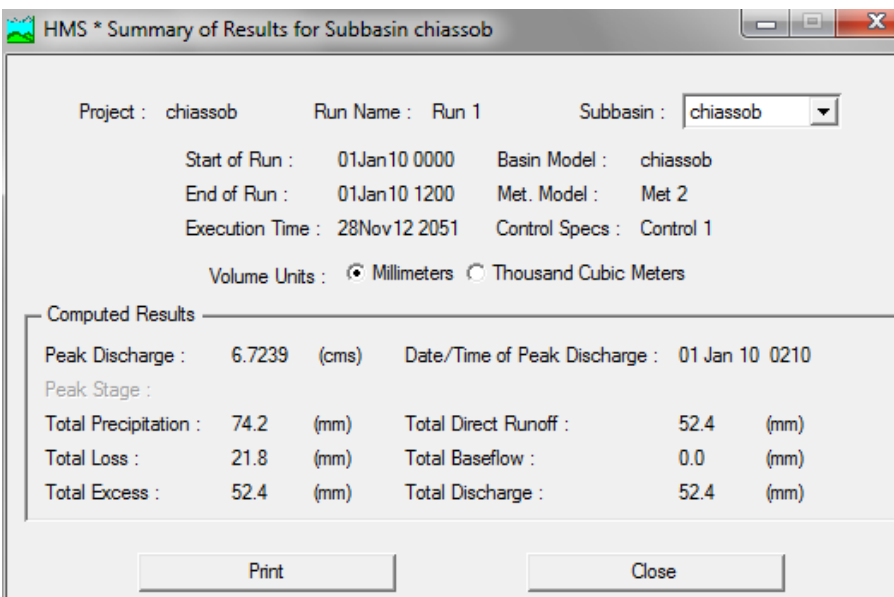 HMS * Summary of Results for Subbasin chiassob
Project : chiassob Run Name : Run 1 Subbasin : chiassob
Start of Run : 01Jan10 0000 Basin Model : chiassob
End of Run : 01Jan10 1200 Met. Model : Met 2
Execution Time : 28Nov12 2051 Control Specs : Control 1
Volume Units : Millimeters Thousand Cubic Meters
Computed Results
Peak Discharge : 6.7239 (cms) Date/Time of Peak Discharge : 01 Jan 10 0210
Peak Stage :
Total Precipitation : 74.2 (mm) Total Direct Runoff : 52.4 (mm)
Total Loss : 21.8 (mm) Total Baseflow : 0.0 (mm)
Total Excess : 52.4 (mm) Total Discharge : 52.4 (mm)
Print Close